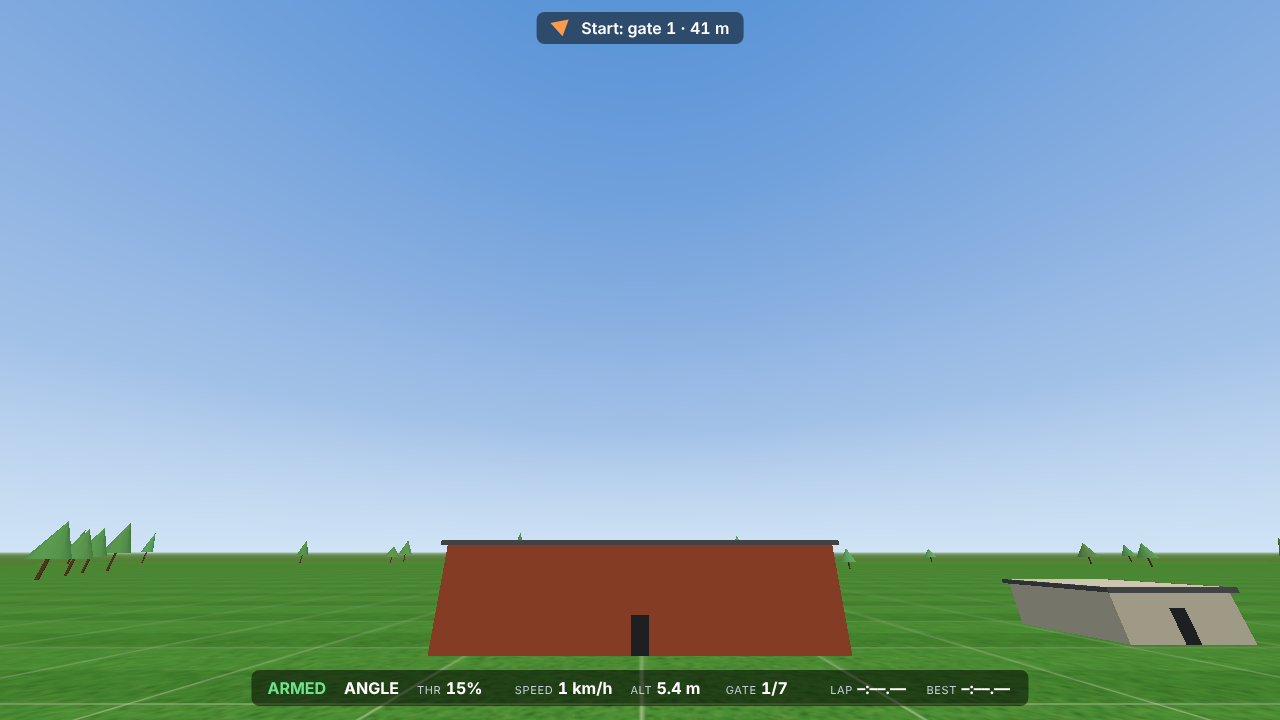 Start: gate 1 · 41 m
ARMED ANGLE THR 15% SPEED 1 km/h ALT 5.4 m GATE 1/7 LAP –:––.–– BEST –:––.––